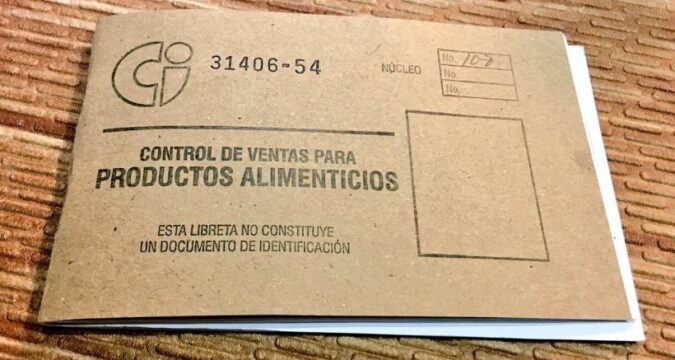 Ci
31406-54
NÚCLEO
No.
No.
No.
CONTROL DE VENTAS PARA
PRODUCTOS ALIMENTICIOS
ESTA LIBRETA NO CONSTITUYE
UN DOCUMENTO DE IDENTIFICACIÓN